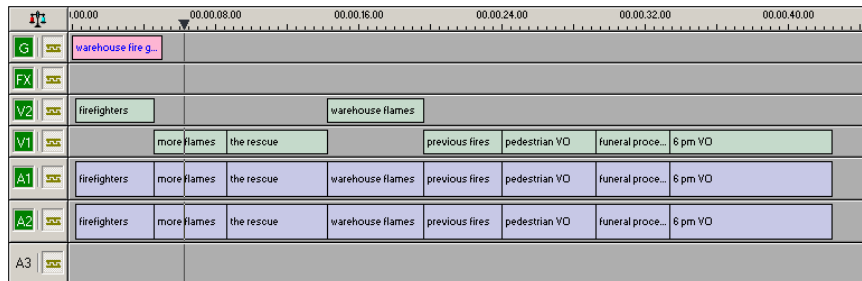 :00.00 00.00.08.00 00.00.16.00 00.00.24.00 00.00.32.00 00.00.40.00
G warehouse fire g...
FX
V2 firefighters warehouse flames
V1 more flames the rescue previous fires pedestrian VO funeral proce... 6 pm VO
A1 firefighters more flames the rescue warehouse flames previous fires pedestrian VO funeral proce... 6 pm VO
A2 firefighters more flames the rescue warehouse flames previous fires pedestrian VO funeral proce... 6 pm VO
A3